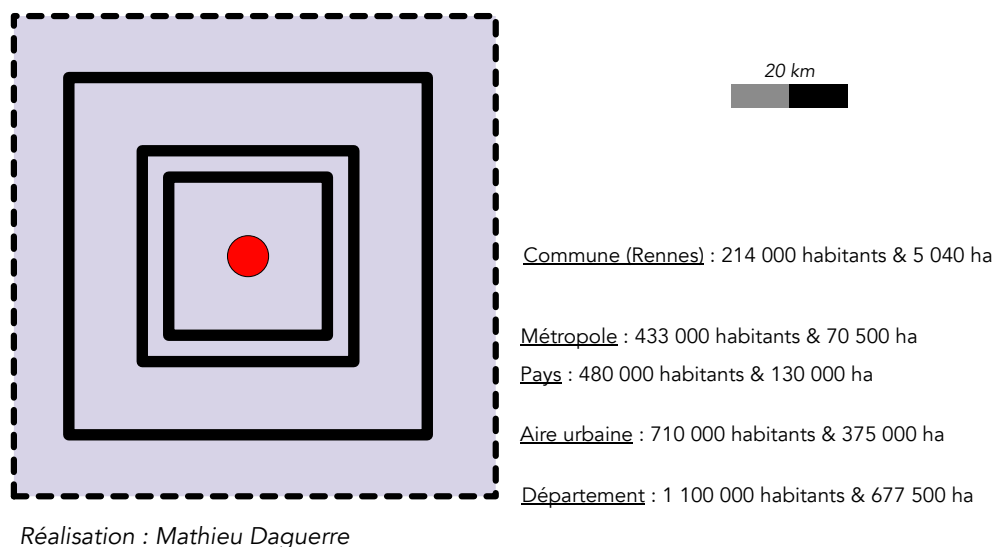 20 km
Commune (Rennes) : 214 000 habitants & 5 040 ha
Métropole : 433 000 habitants & 70 500 ha
Pays : 480 000 habitants & 130 000 ha
Aire urbaine : 710 000 habitants & 375 000 ha
Département : 1 100 000 habitants & 677 500 ha
Réalisation : Mathieu Daguerre